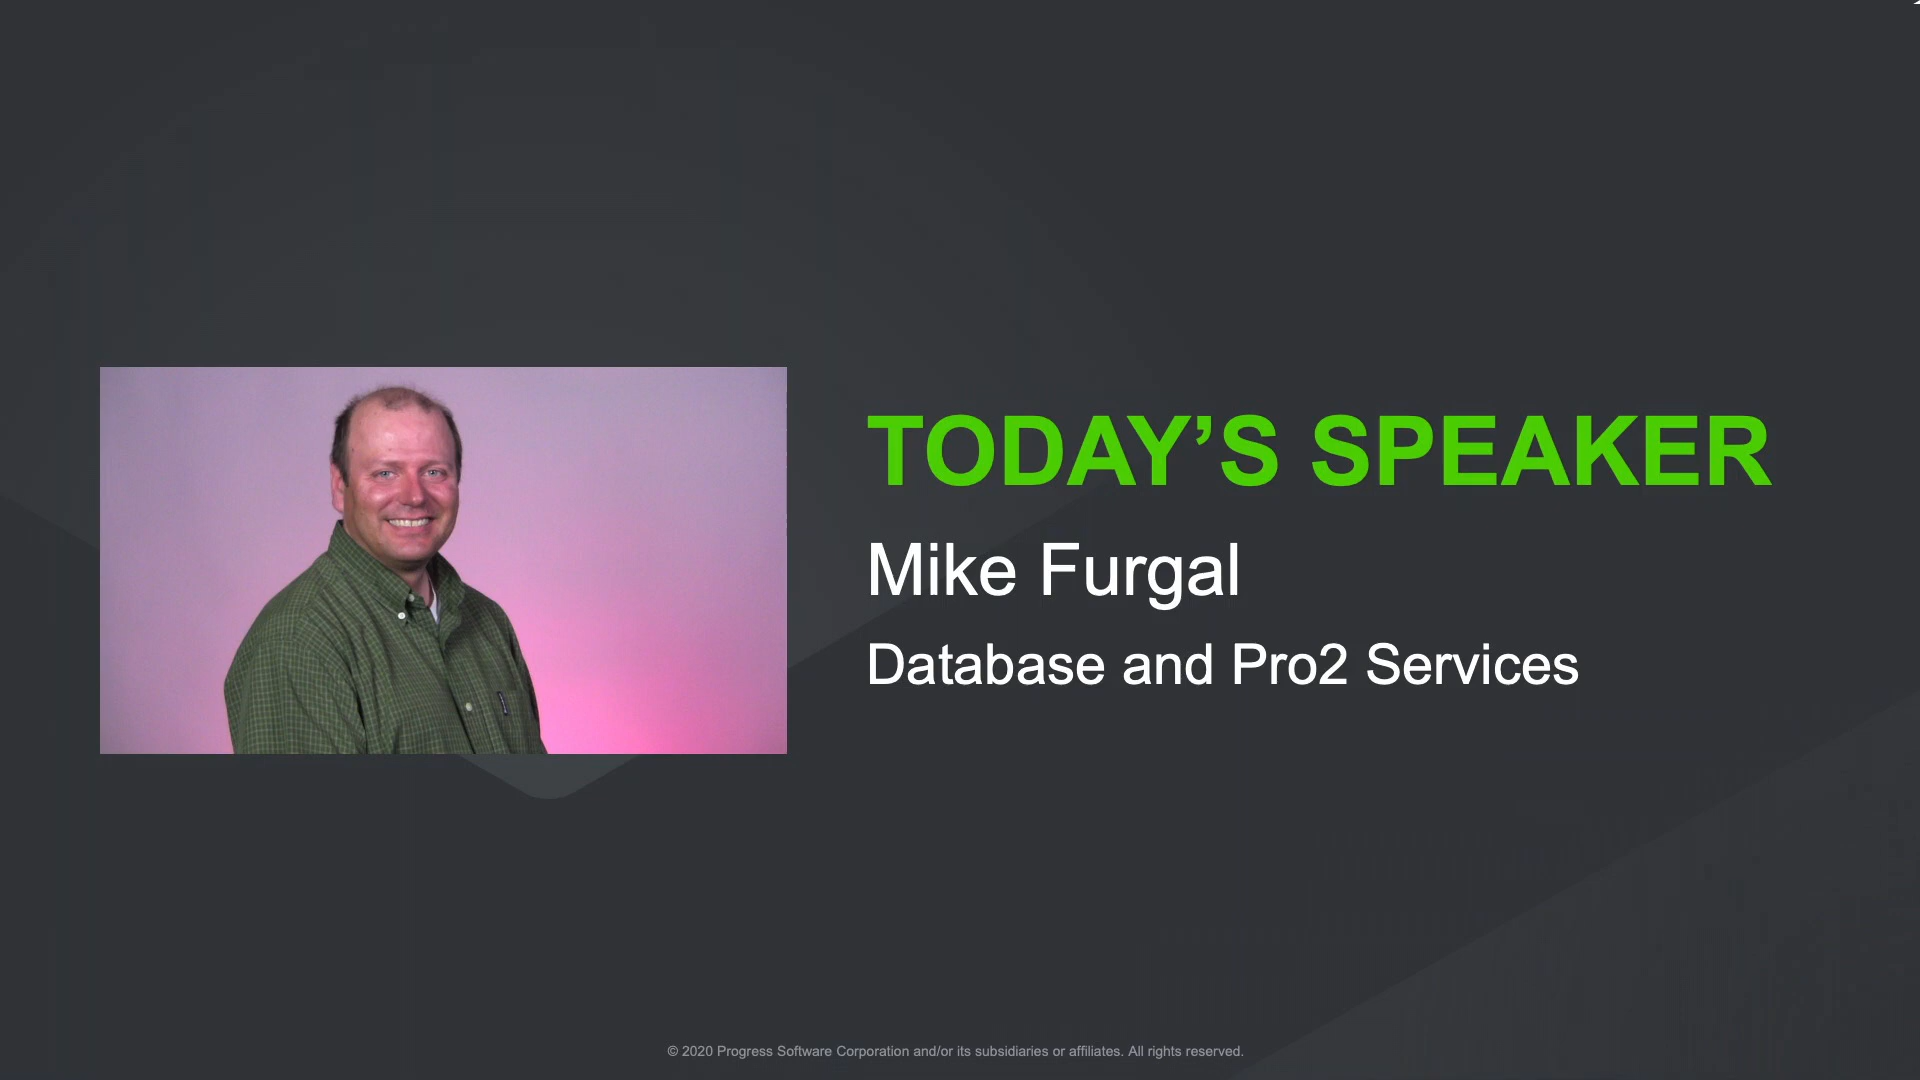 TODAY’S SPEAKER
Mike Furgal
Database and Pro2 Services
© 2020 Progress Software Corporation and/or its subsidiaries or affiliates. All rights reserved.